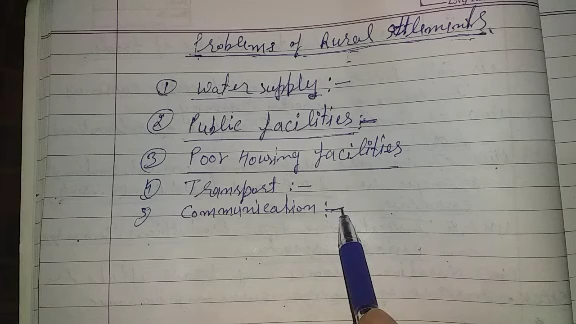 Problems of Rural Settlements
① Water supply :-
② Public facilities :-
③ Poor Housing facilities
4) Transport :-
5) Communication :-